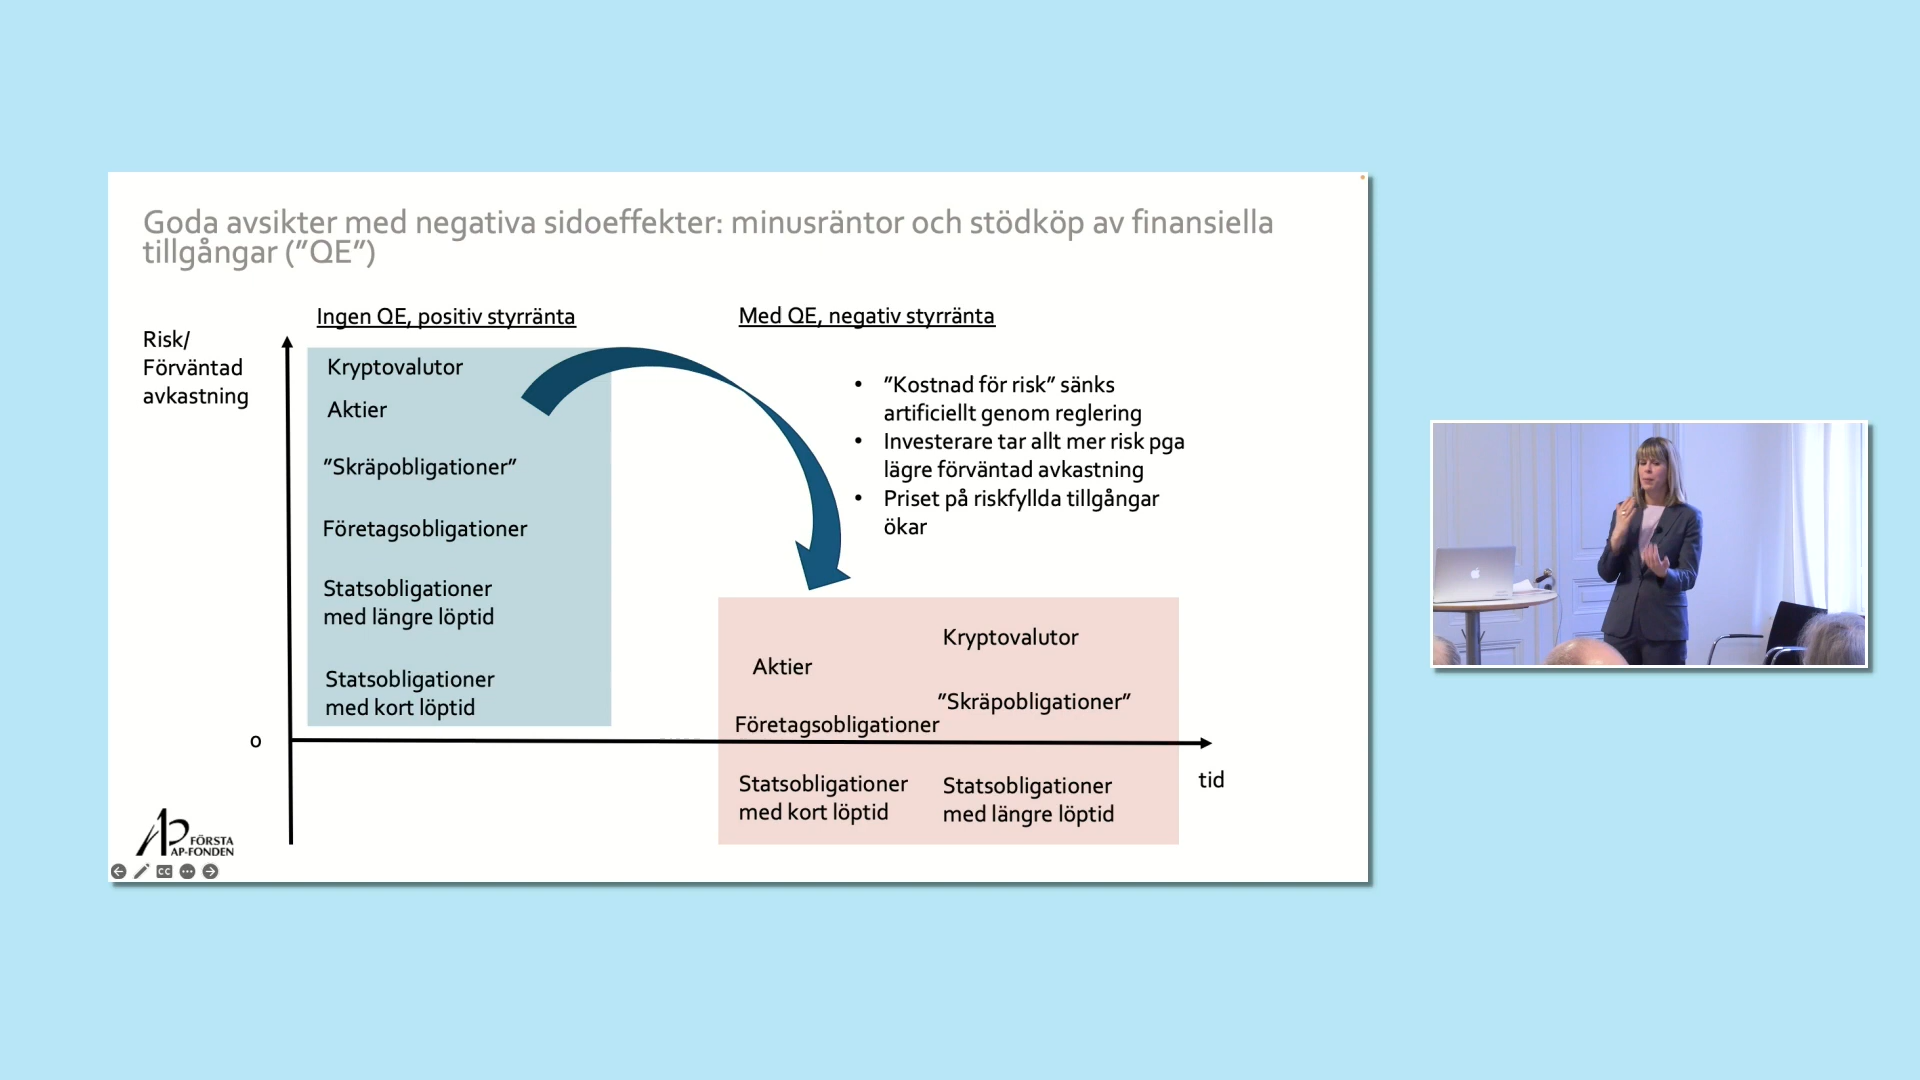 Goda avsikter med negativa sidoeffekter: minusräntor och stödköp av finansiella
tillgångar (”QE”)
Ingen QE, positiv styrränta
Med QE, negativ styrränta
Risk/
Förväntad
avkastning
Kryptovalutor
Aktier
”Skräpobligationer”
Företagsobligationer
Statsobligationer
med längre löptid
Statsobligationer
med kort löptid
• ”Kostnad för risk” sänks
artificiellt genom reglering
• Investerare tar allt mer risk pga
lägre förväntad avkastning
• Priset på riskfyllda tillgångar
ökar
Kryptovalutor
Aktier
”Skräpobligationer”
Företagsobligationer
0
tid
Statsobligationer
med kort löptid
Statsobligationer
med längre löptid
AP FÖRSTA
AP-FONDEN
CC